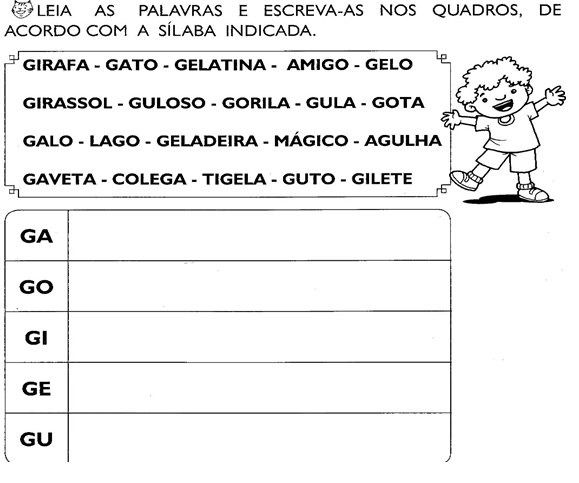 LEIA AS PALAVRAS E ESCREVA-AS NOS QUADROS, DE
ACORDO COM A SÍLABA INDICADA.
GIRAFA - GATO - GELATINA - AMIGO - GELO
GIRASSOL - GULOSO - GORILA - GULA - GOTA
GALO - LAGO - GELADEIRA - MÁGICO - AGULHA
GAVETA - COLEGA - TIGELA - GUTO - GILETE
GA
GO
GI
GE
GU